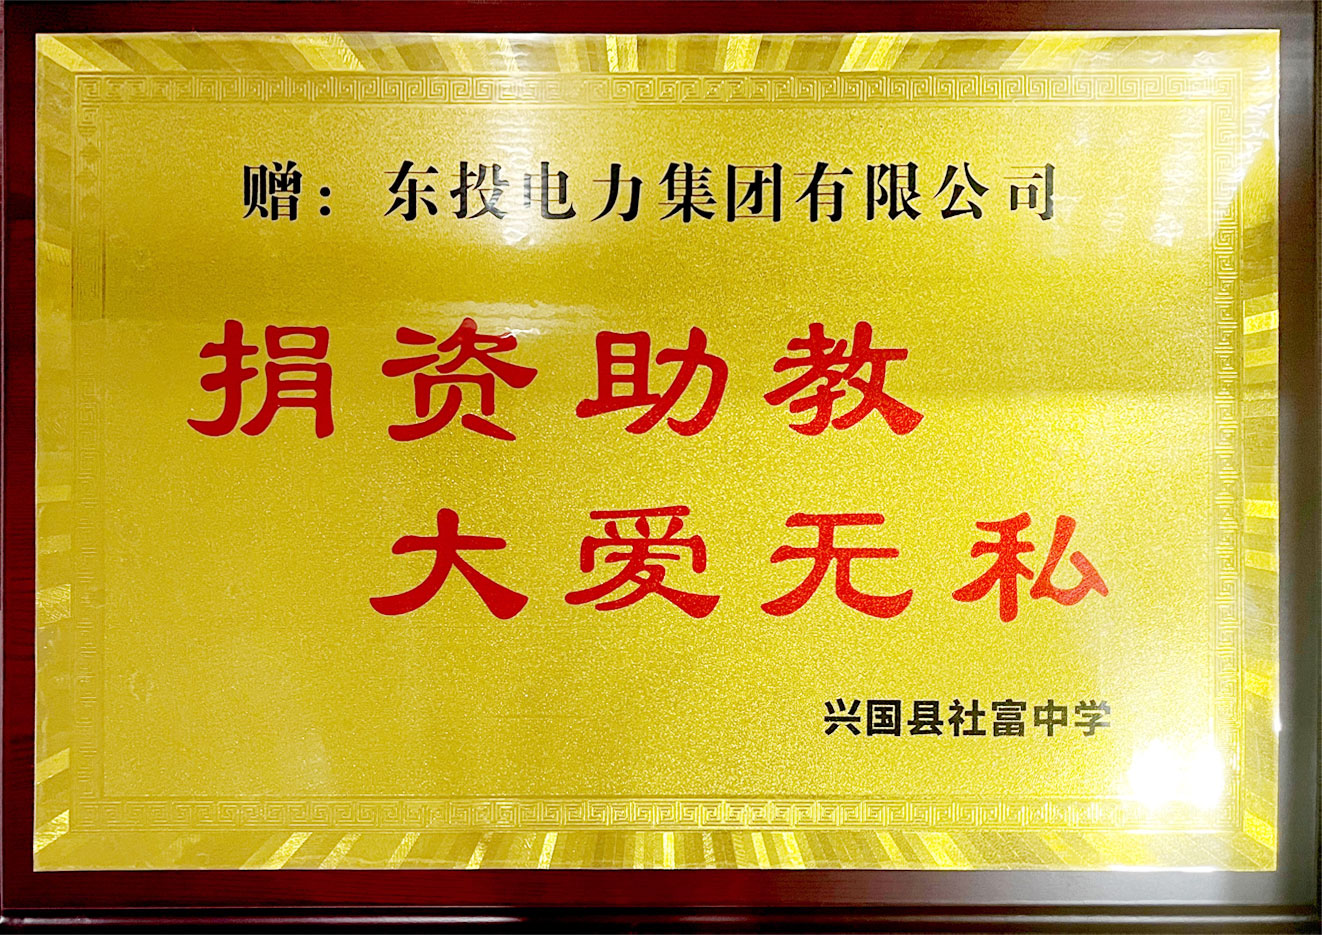 赠：东投电力集团有限公司
捐资助教
大爱无私
兴国县社富中学